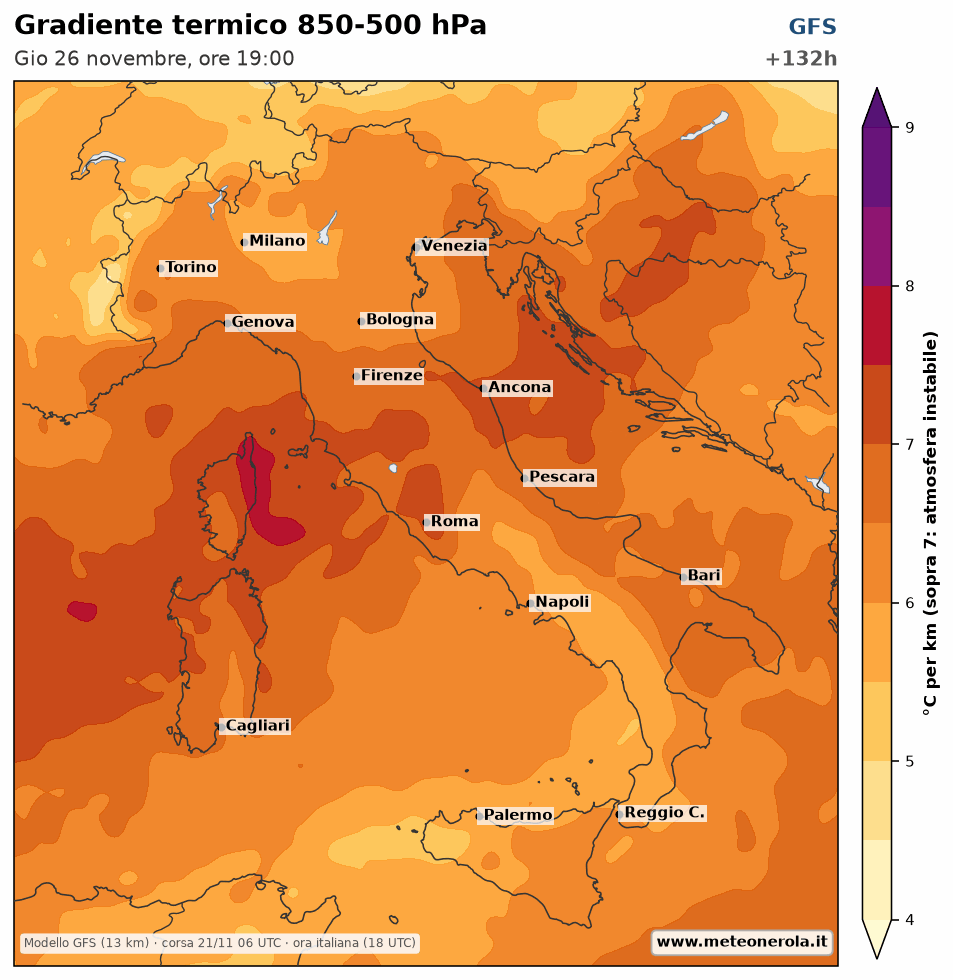 Gradiente termico 850-500 hPa
GFS
Gio 26 novembre, ore 19:00
+132h
Milano
Venezia
Torino
Genova
Bologna
Firenze
Ancona
Pescara
Roma
Bari
Napoli
Cagliari
Palermo
Reggio C.
9
8
7
6
5
4
°C per km (sopra 7: atmosfera instabile)
Modello GFS (13 km) · corsa 21/11 06 UTC · ora italiana (18 UTC)
www.meteonerola.it